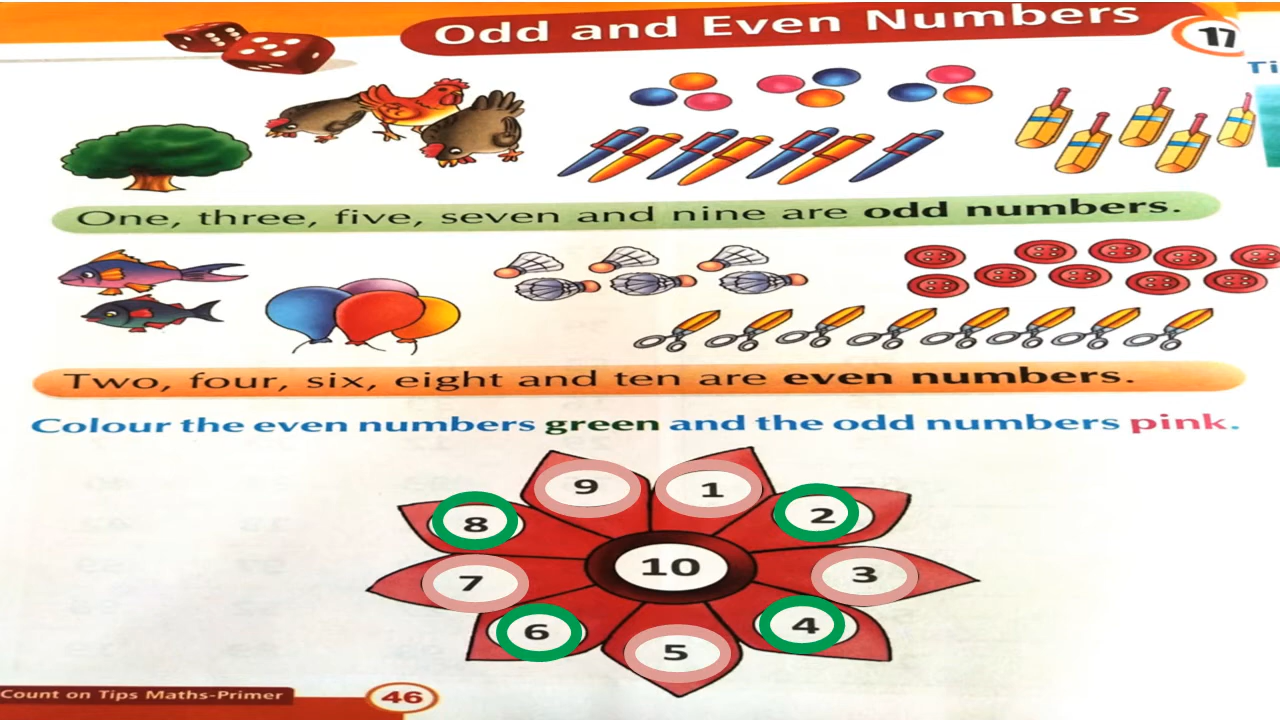 Odd and Even Numbers
17
Ti
One, three, five, seven and nine are odd numbers.
Two, four, six, eight and ten are even numbers.
Colour the even numbers green and the odd numbers pink.
9
1
8
2
10
7
3
6
4
5
Count on Tips Maths-Primer
46